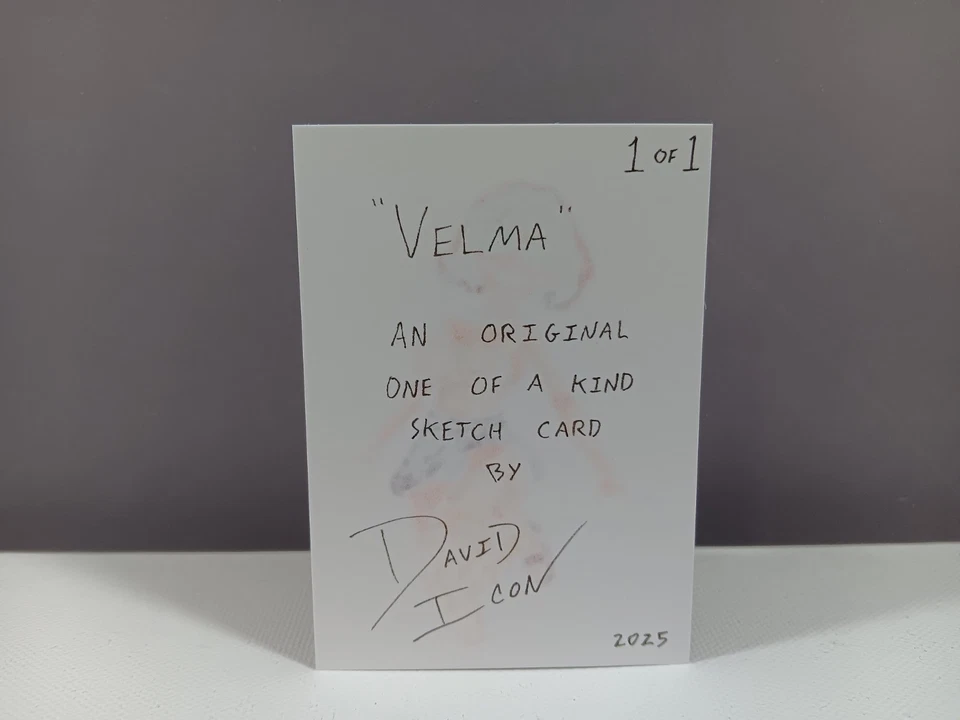 1 OF 1
"VELMA"
AN ORIGINAL
ONE OF A KIND
SKETCH CARD
BY
DAVID
ICON
2025